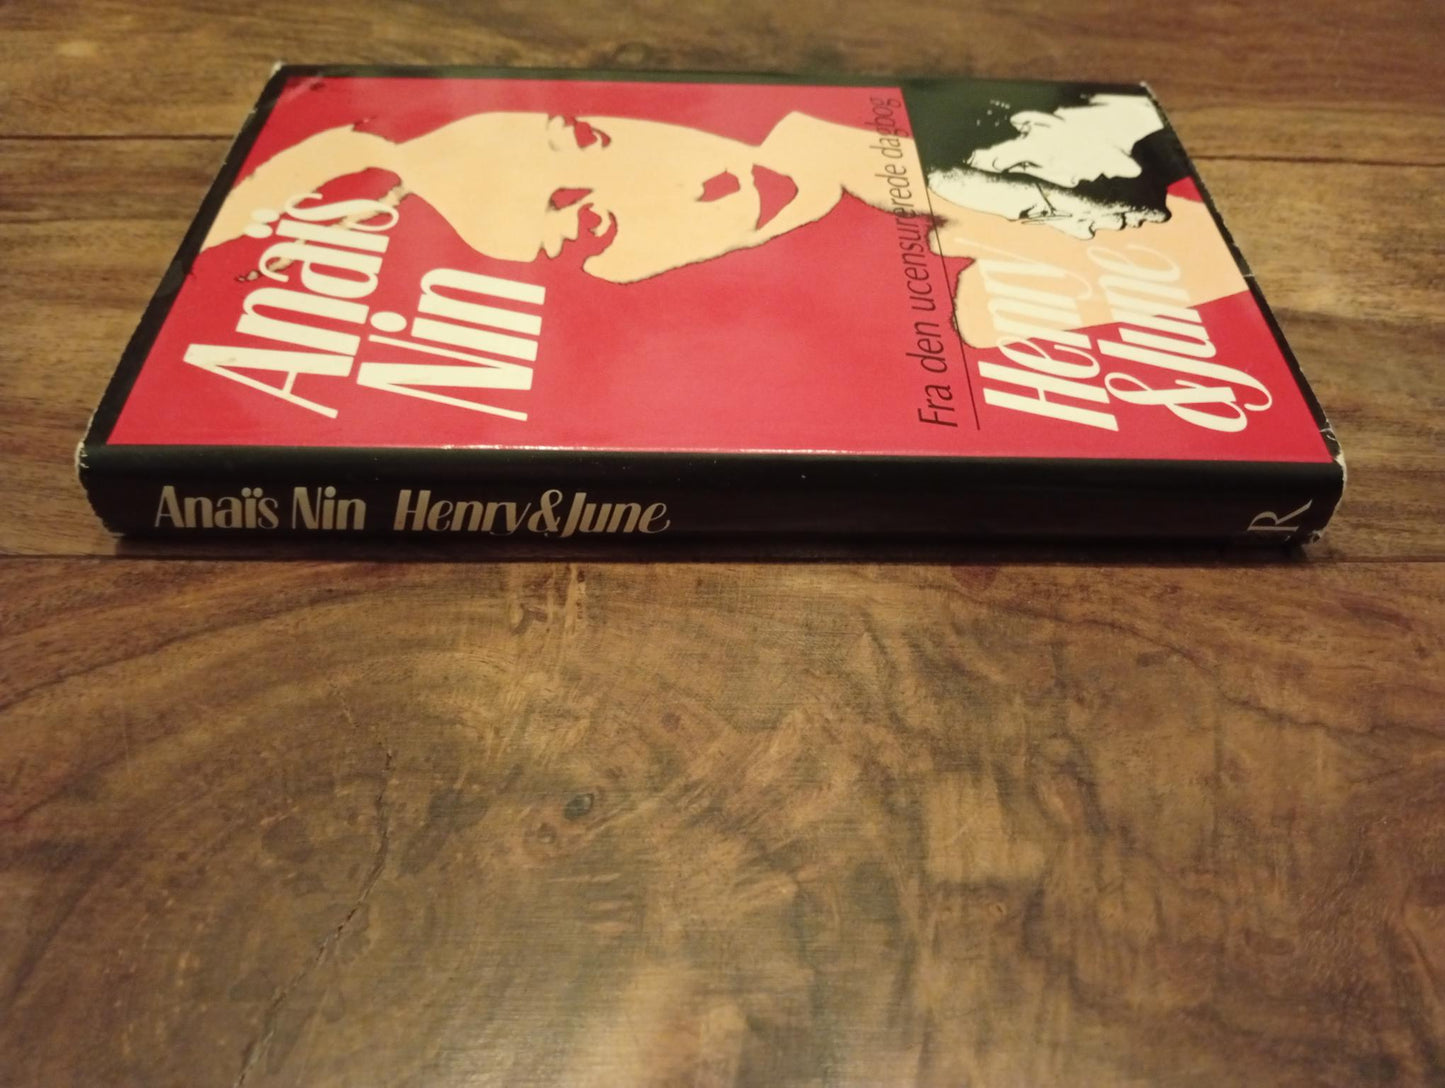 Anaïs
Nin
Fra den ucensurerede dagbog
Henry
& June
Anaïs Nin Henry & June
R